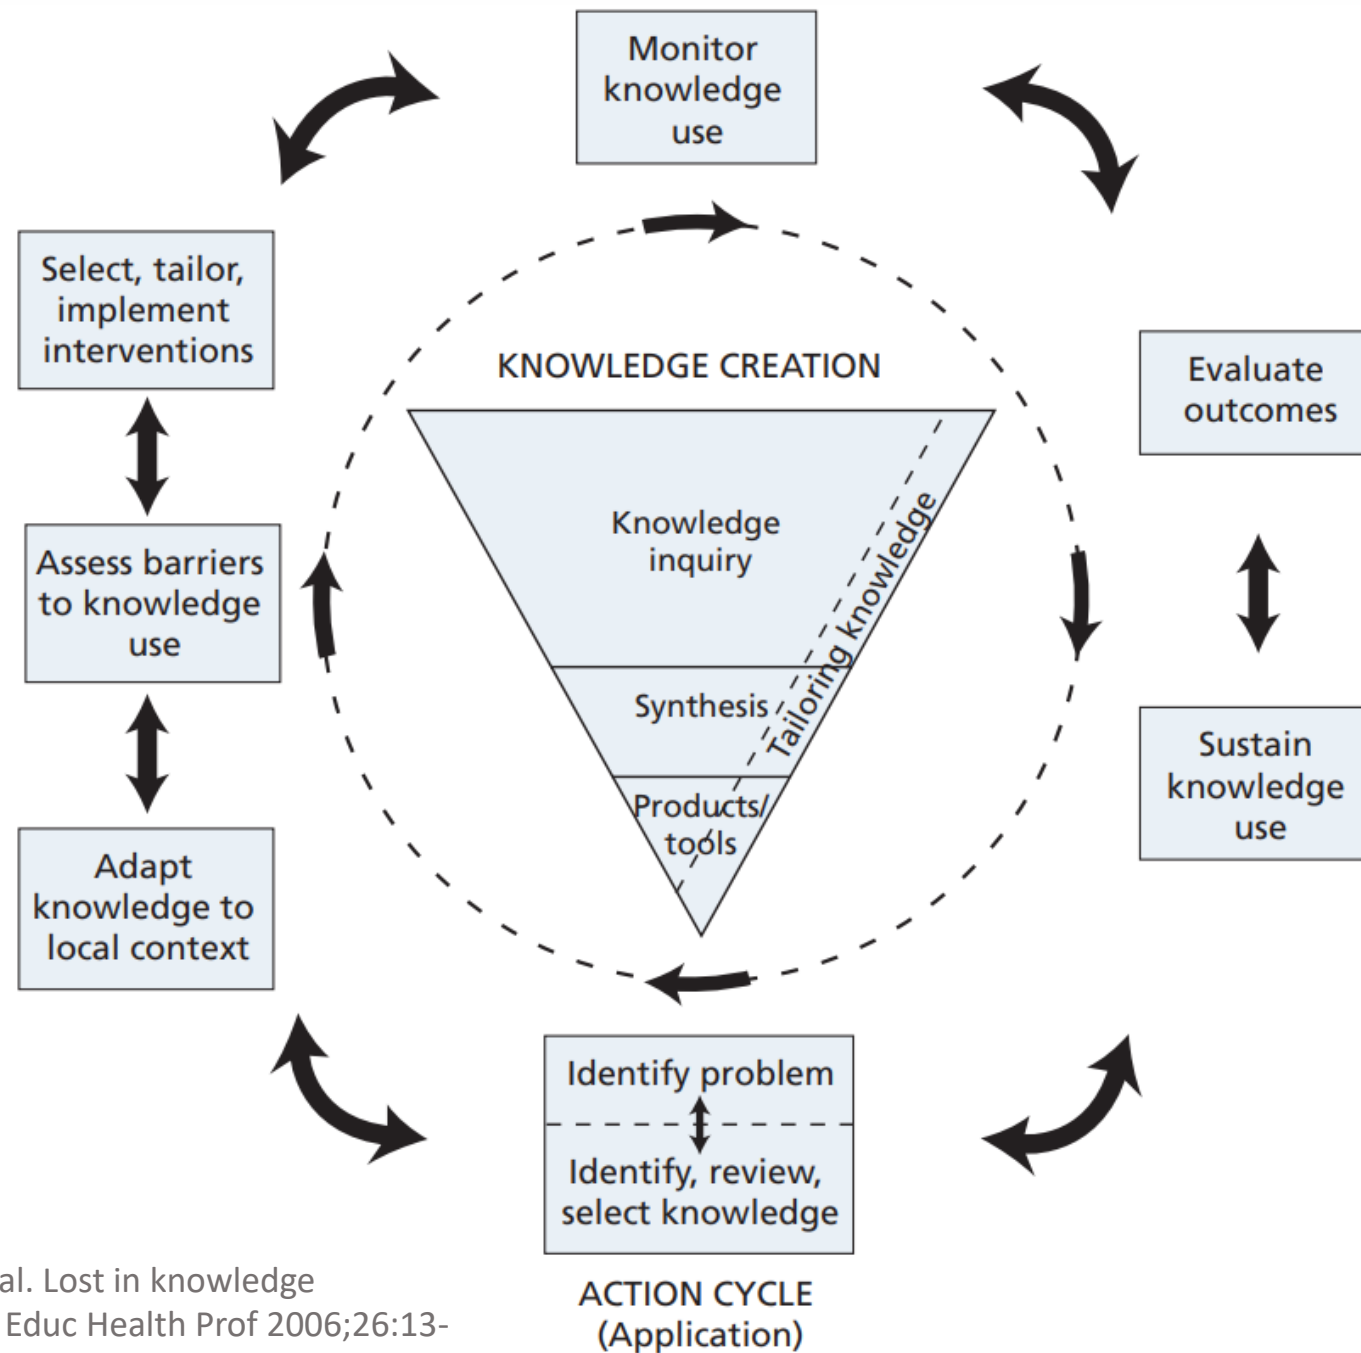 Monitor
knowledge
use
Select, tailor,
implement
interventions
KNOWLEDGE CREATION
Evaluate
outcomes
Knowledge
inquiry
Tailoring knowledge
Assess barriers
to knowledge
use
Synthesis
Sustain
knowledge
use
Products/
tools
Adapt
knowledge to
local context
Identify problem
Identify, review,
select knowledge
al. Lost in knowledge
Educ Health Prof 2006;26:13-
ACTION CYCLE
(Application)